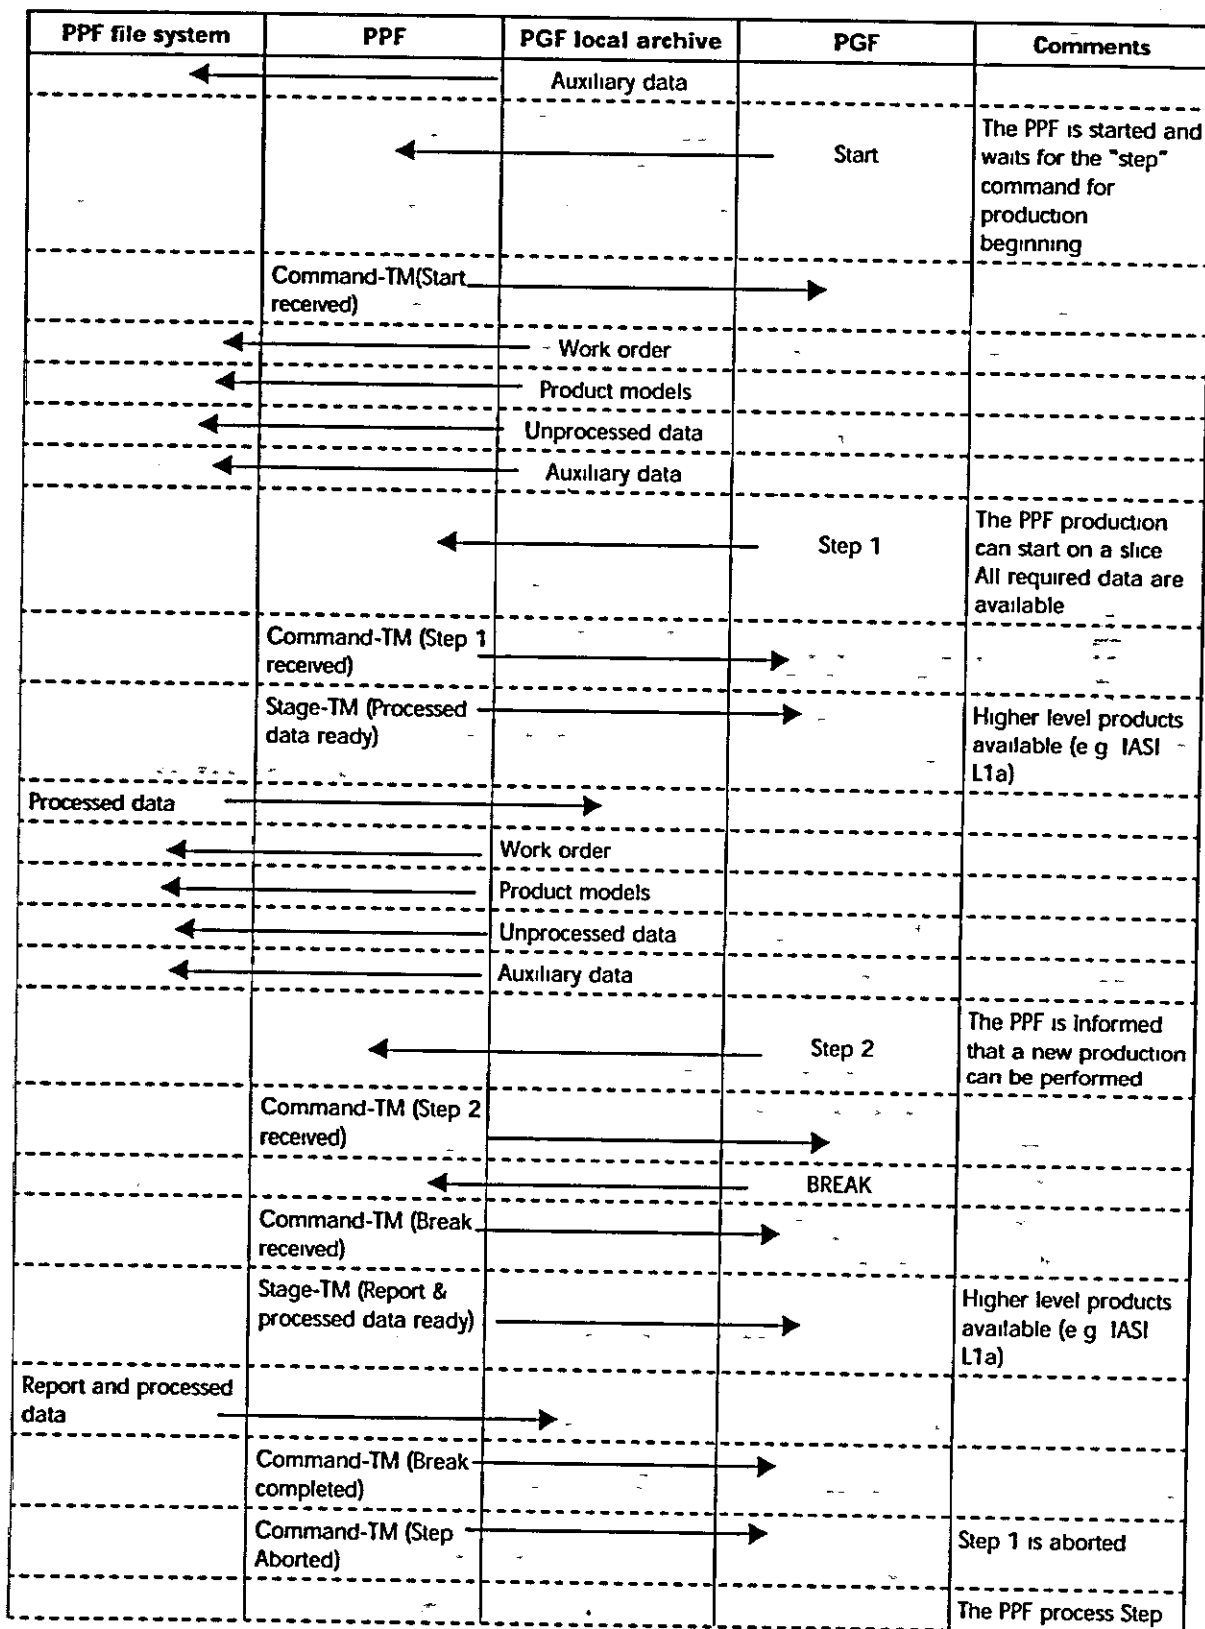 PPF file system PPF PGF local archive PGF Comments
Auxiliary data
Start
The PPF is started and
waits for the "step"
command for
production
beginning
Command-TM(Start
received)
Work order
Product models
Unprocessed data
Auxiliary data
Step 1
The PPF production
can start on a slice
All required data are
available
Command-TM (Step 1
received)
Stage-TM (Processed
data ready)
Higher level products
available (e g IASI
L1a)
Processed data
Work order
Product models
Unprocessed data
Auxiliary data
Step 2
The PPF is informed
that a new production
can be performed
Command-TM (Step 2
received)
BREAK
Command-TM (Break
received)
Stage-TM (Report &
processed data ready)
Higher level products
available (e g IASI
L1a)
Report and processed
data
Command-TM (Break
completed)
Command-TM (Step
Aborted)
Step 1 is aborted
The PPF process Step